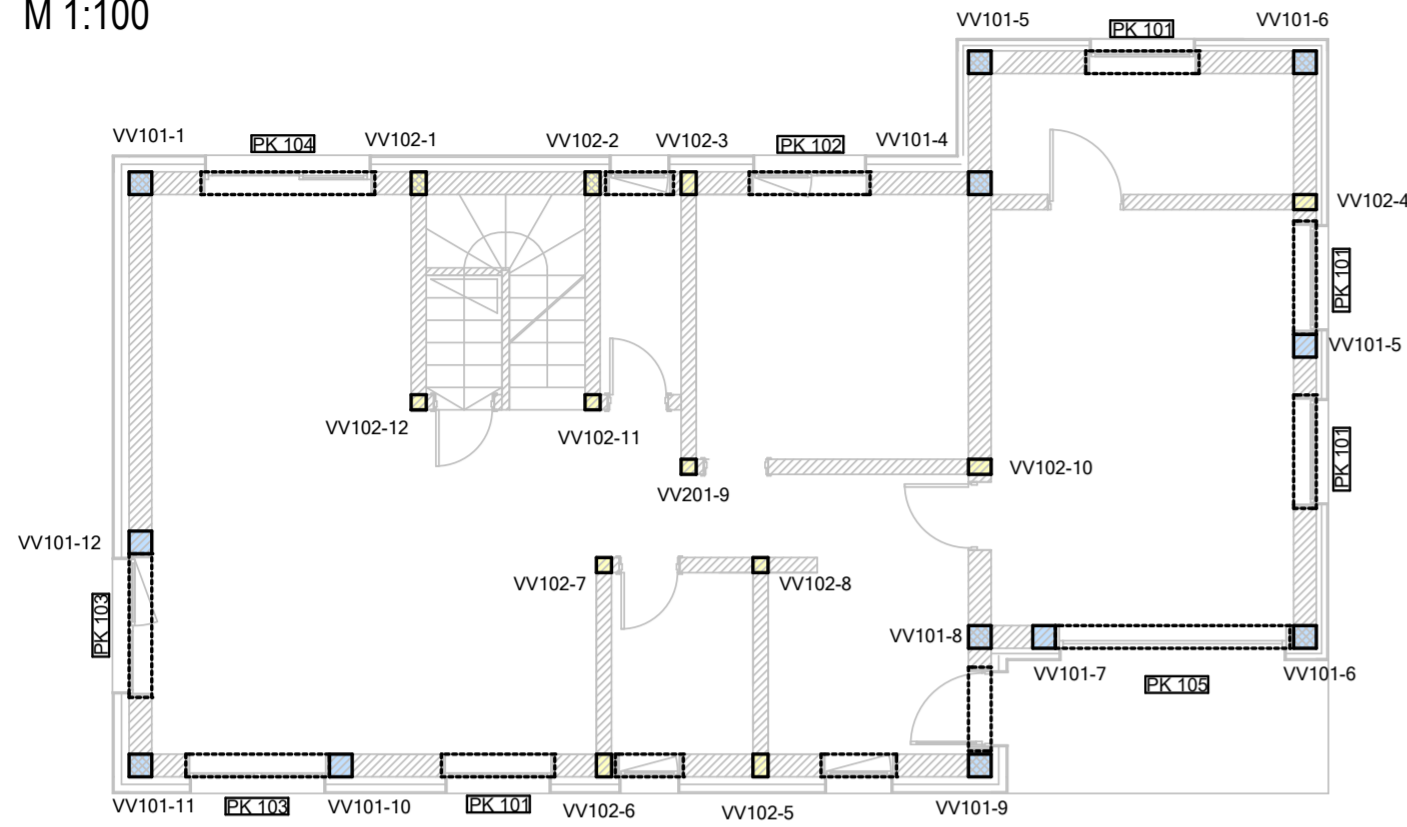 M 1:100
VV101-5
PK 101
VV101-6
VV101-1
PK 104
VV102-1
VV102-2
VV102-3
PK 102
VV101-4
VV102-4
PK 101
VV101-5
VV102-12
VV102-11
PK 101
VV102-10
VV201-9
VV101-12
VV102-7
VV102-8
PK 103
VV101-8
VV101-7
PK 105
VV101-6
VV101-11
PK 103
VV101-10
PK 101
VV102-6
VV102-5
VV101-9